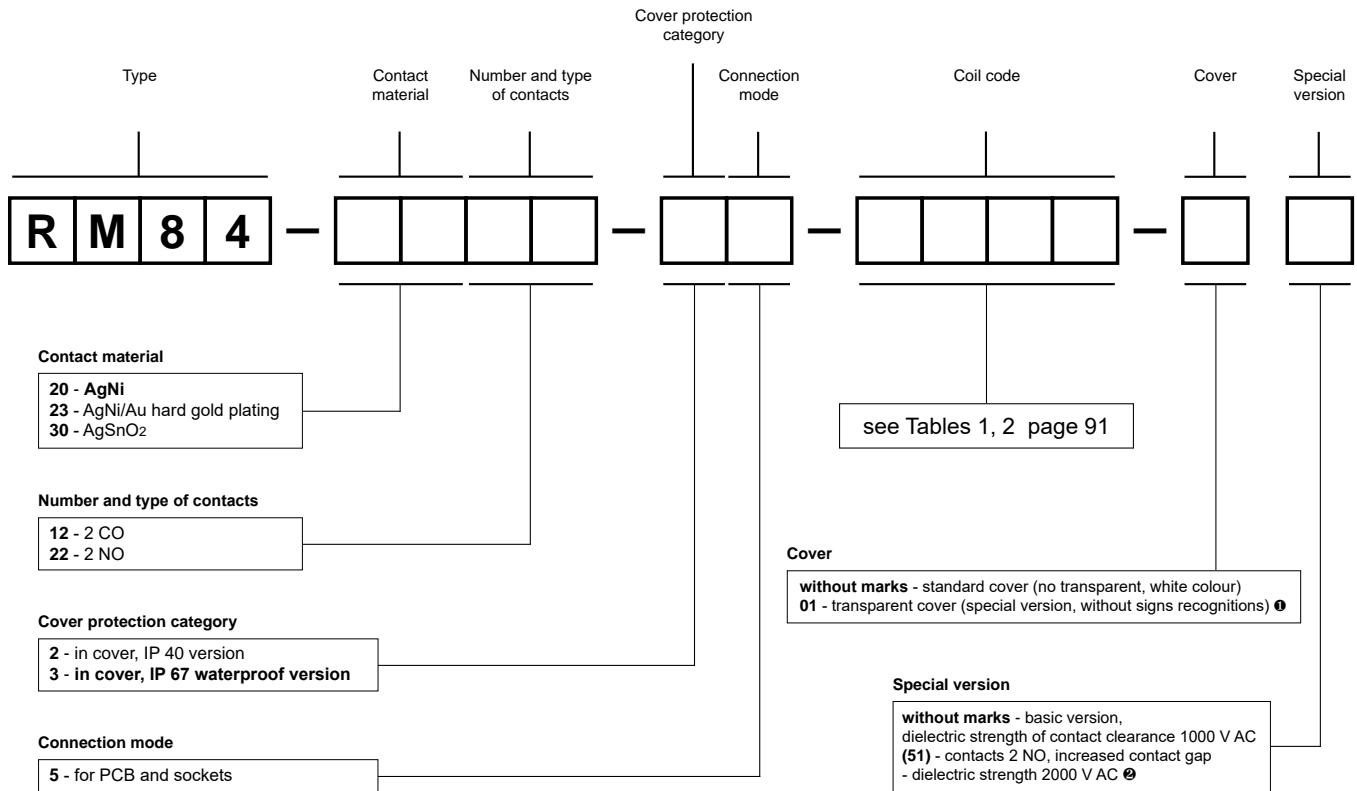 Cover protection
category
Type
Contact
material
Number and type
of contacts
Connection
mode
Coil code
Cover
Special
version
R M 8 4 – – – –
Contact material
20 - AgNi
23 - AgNi/Au hard gold plating
30 - AgSnO2
see Tables 1, 2 page 91
Number and type of contacts
12 - 2 CO
22 - 2 NO
Cover
without marks - standard cover (no transparent, white colour)
01 - transparent cover (special version, without signs recognitions) ❶
Cover protection category
2 - in cover, IP 40 version
3 - in cover, IP 67 waterproof version
Special version
without marks - basic version,
dielectric strength of contact clearance 1000 V AC
(51) - contacts 2 NO, increased contact gap
- dielectric strength 2000 V AC ❷
Connection mode
5 - for PCB and sockets